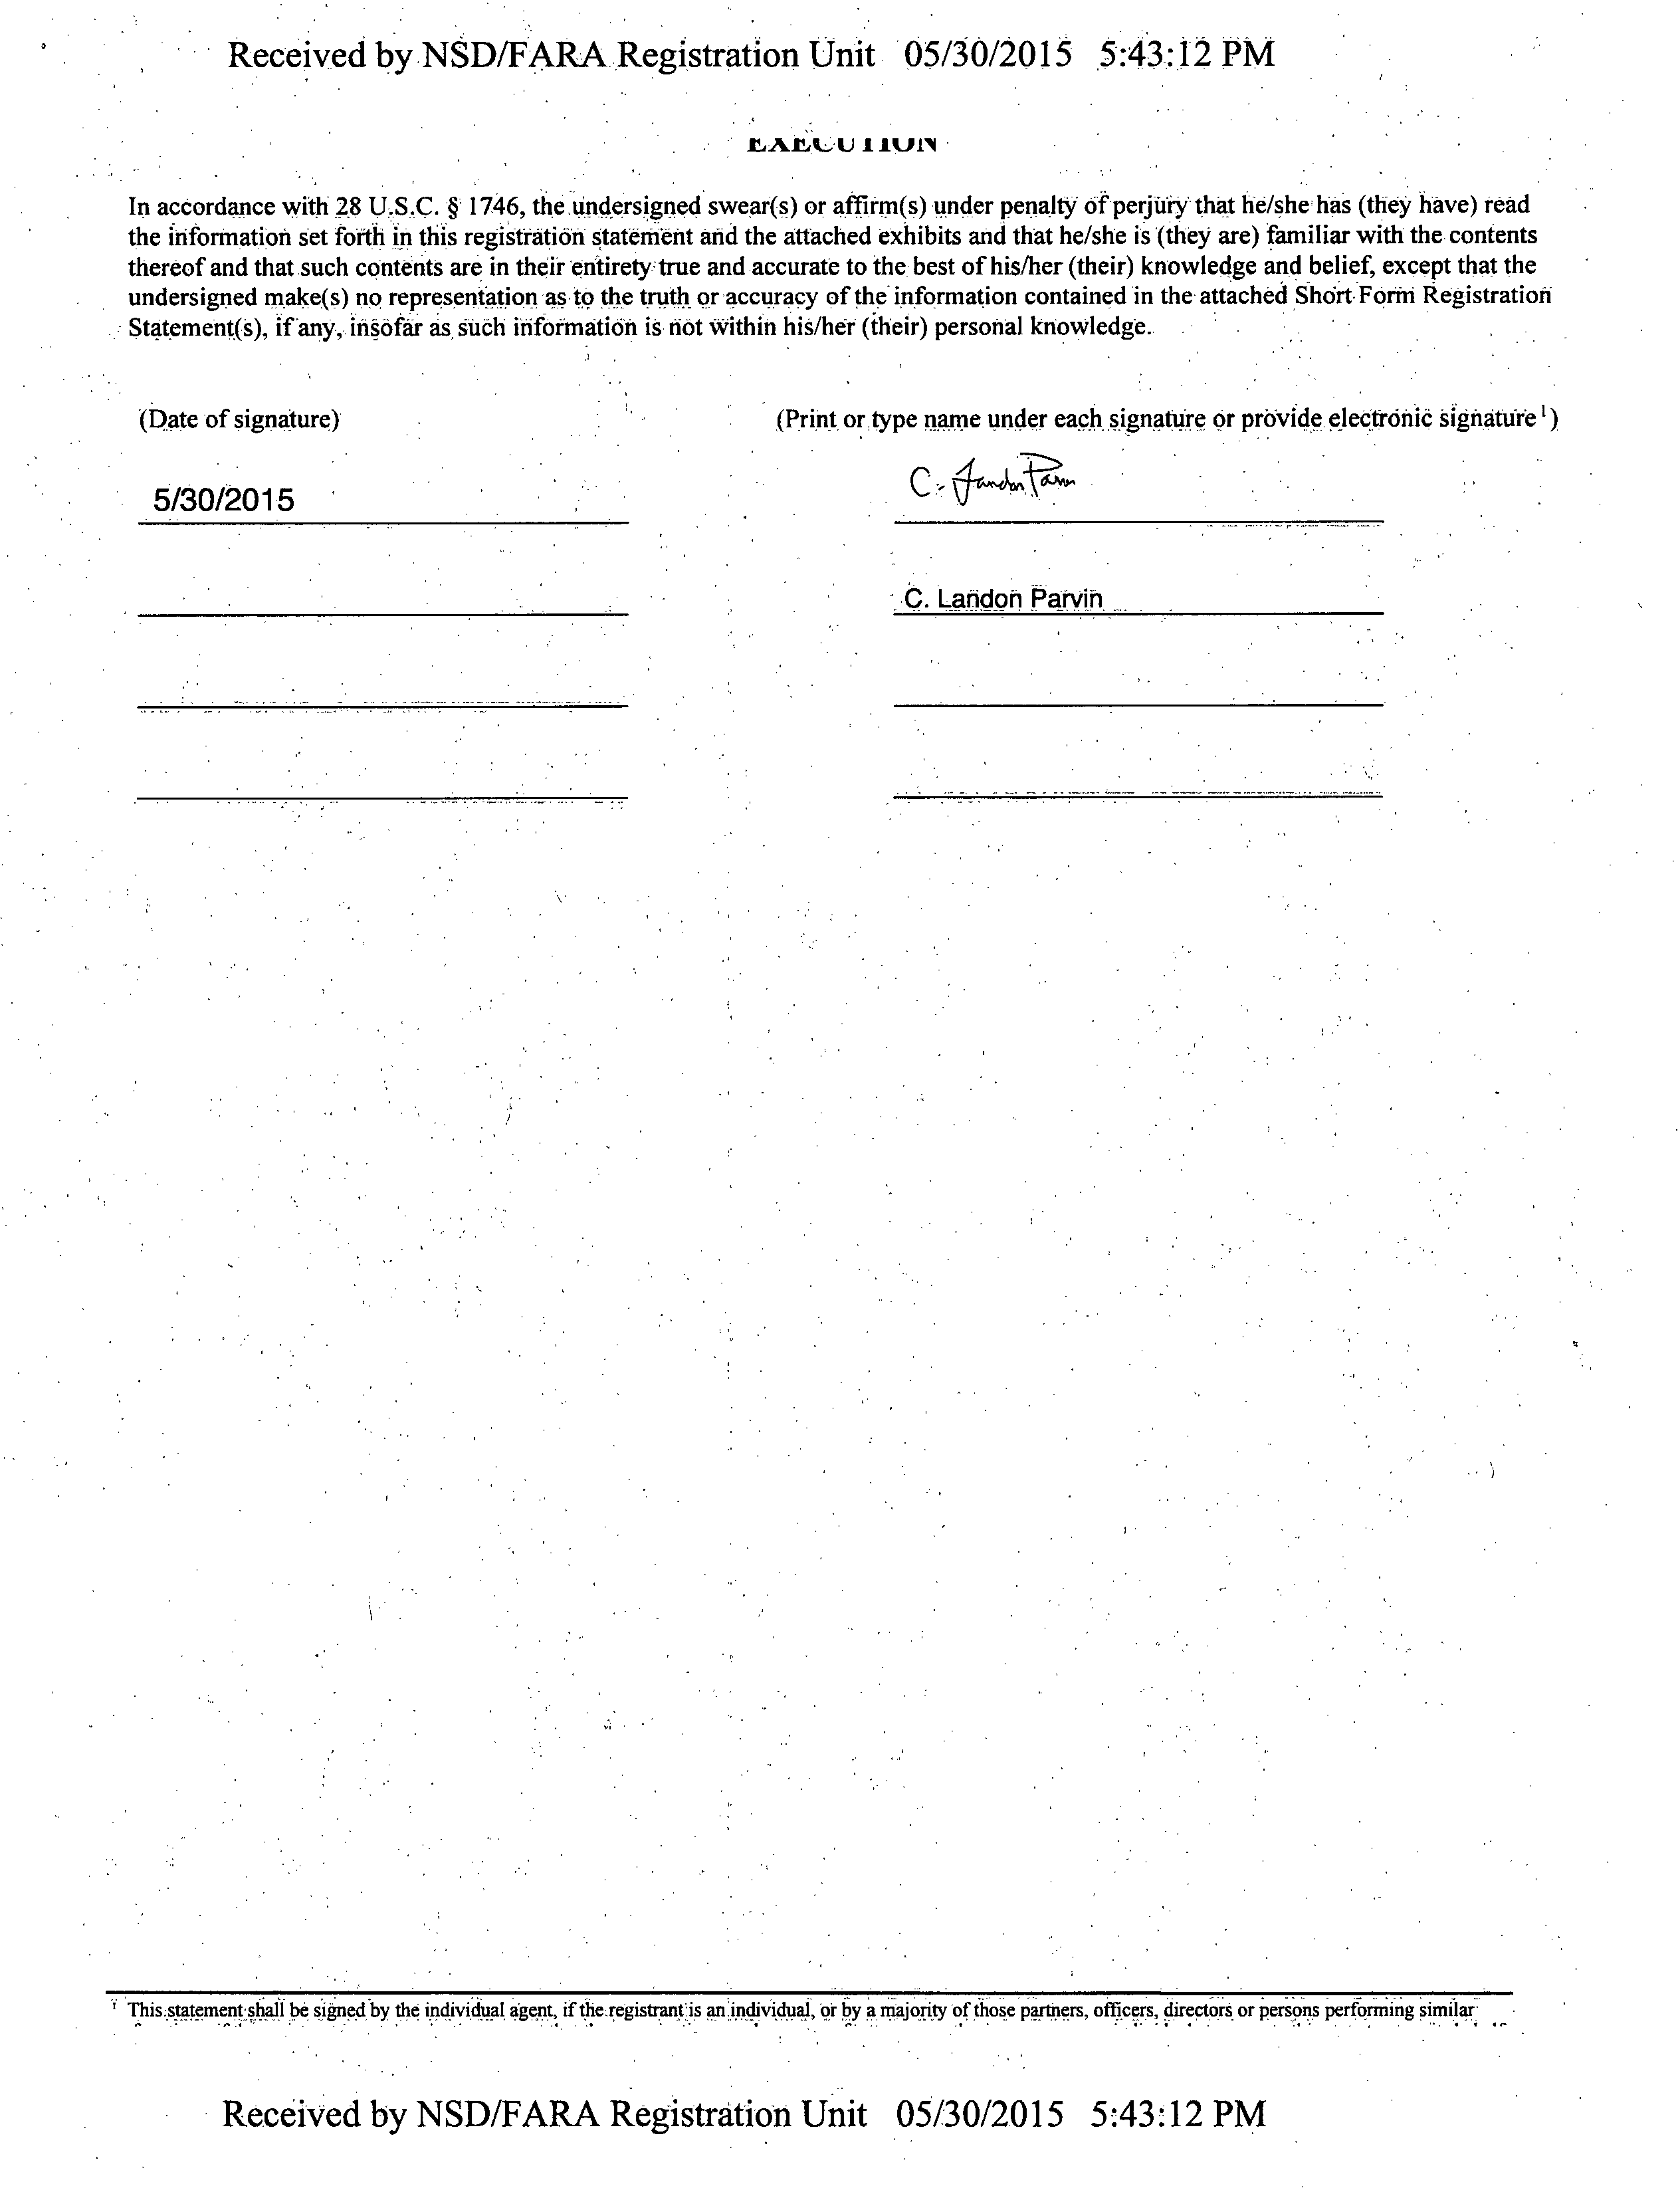 Received by NSD/FARA Registration Unit 05/30/2015 5:43:12 PM
EXECUTION
In accordance with 28 U.S.C. § 1746, the undersigned swear(s) or affirm(s) under penalty of perjury that he/she has (they have) read
the information set forth in this registration statement and the attached exhibits and that he/she is (they are) familiar with the contents
thereof and that such contents are in their entirety true and accurate to the best of his/her (their) knowledge and belief, except that the
undersigned make(s) no representation as to the truth or accuracy of the information contained in the attached Short Form Registration
Statement(s), if any, insofar as such information is not within his/her (their) personal knowledge.
(Date of signature) (Print or type name under each signature or provide electronic signature¹)
5/30/2015 C. Landon Parvin
C. Landon Parvin
¹ This statement shall be signed by the individual agent, if the registrant is an individual, or by a majority of those partners, officers, directors or persons performing similar
Received by NSD/FARA Registration Unit 05/30/2015 5:43:12 PM